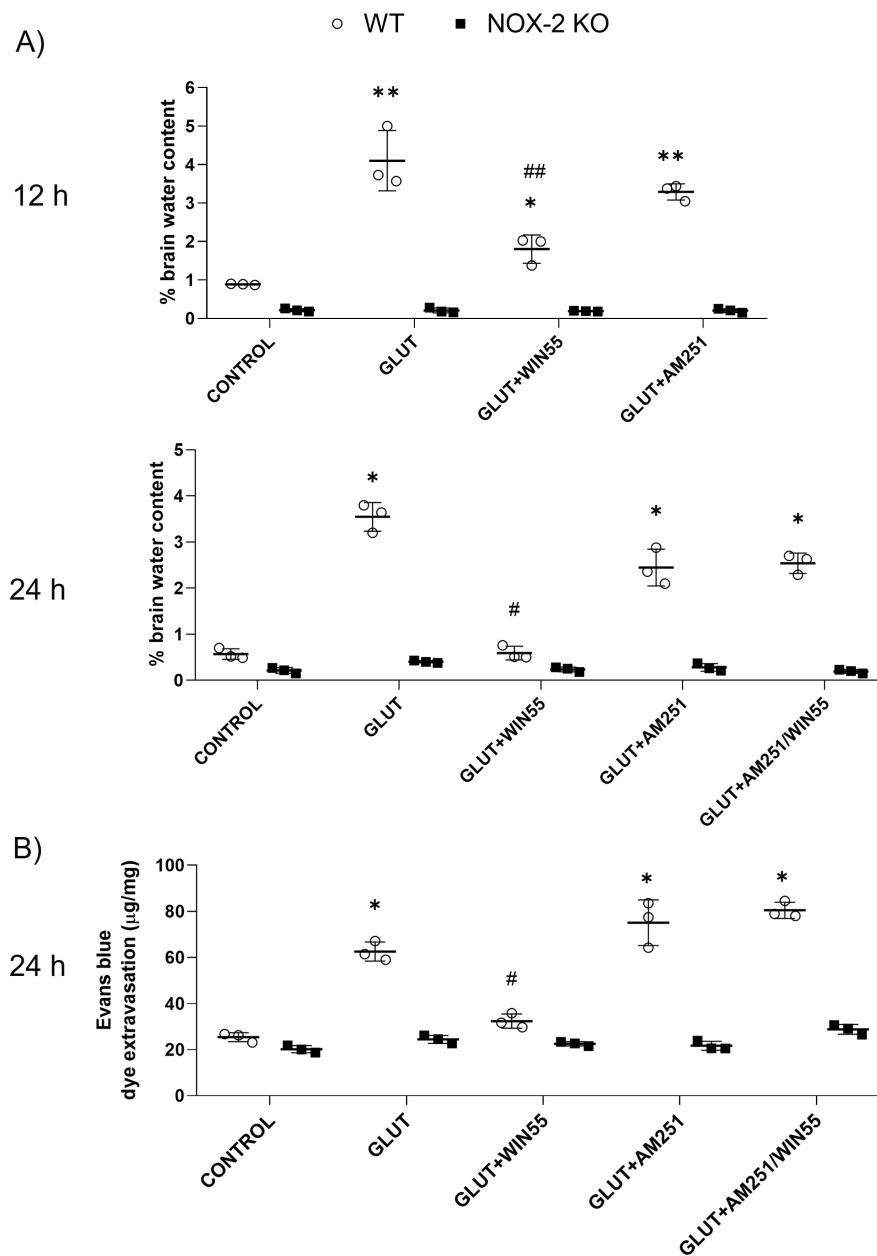 ○ WT ■ NOX-2 KO
A)
12 h
% brain water content
6
5
4
3
2
1
0
**
##
*
**
CONTROL
GLUT
GLUT+WIN55
GLUT+AM251
24 h
% brain water content
5
4
3
2
1
0
*
#
*
*
CONTROL
GLUT
GLUT+WIN55
GLUT+AM251
GLUT+AM251/WIN55
B)
24 h
Evans blue
dye extravasation (µg/mg)
100
80
60
40
20
0
*
#
*
*
CONTROL
GLUT
GLUT+WIN55
GLUT+AM251
GLUT+AM251/WIN55